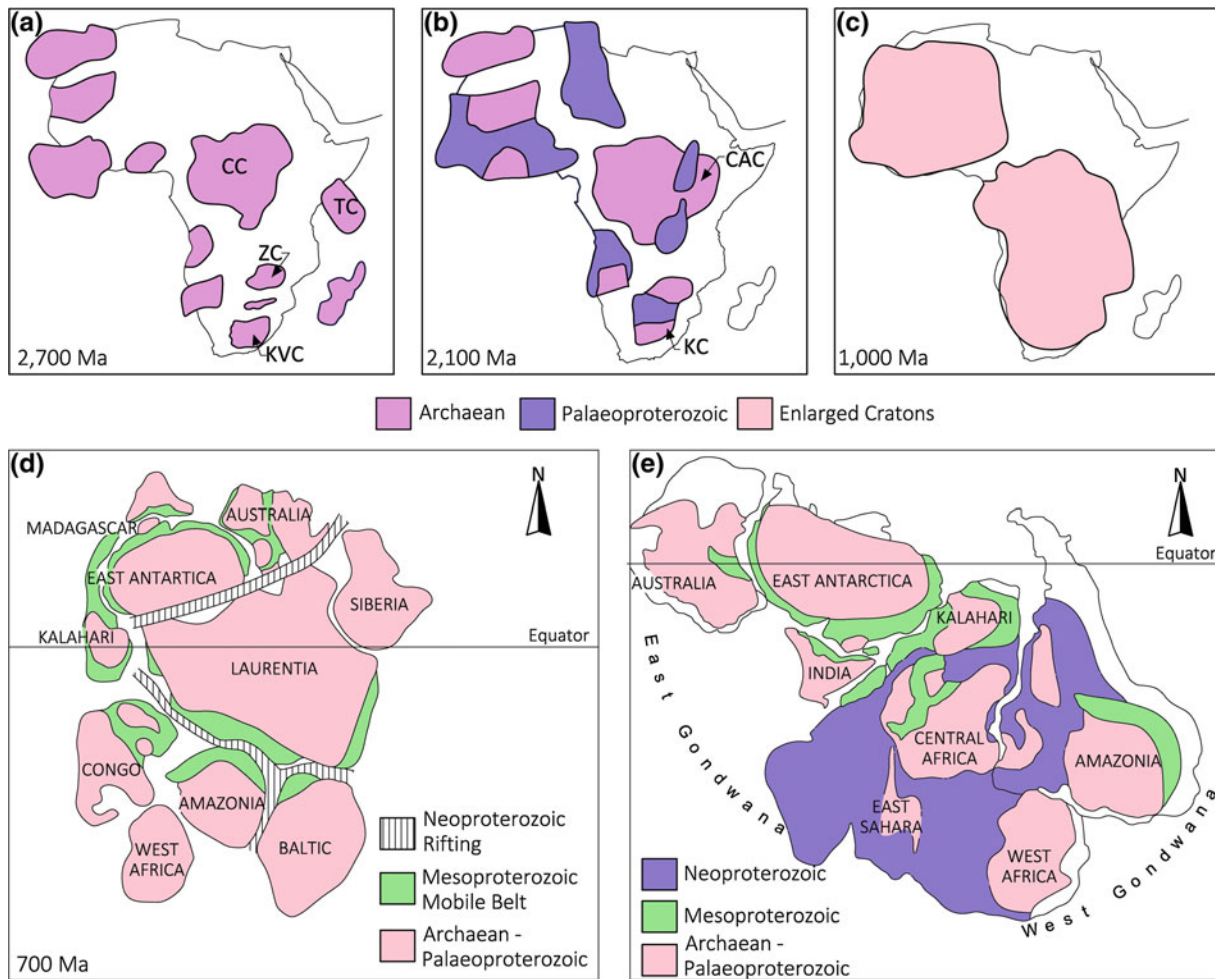 (a)
CC
TC
ZC
KVC
2,700 Ma
(b)
CAC
KC
2,100 Ma
(c)
1,000 Ma
Archaean
Palaeoproterozoic
Enlarged Cratons
(d)
N
MADAGASCAR
AUSTRALIA
EAST ANTARTICA
SIBERIA
KALAHARI
Equator
LAURENTIA
CONGO
AMAZONIA
WEST
AFRICA
BALTIC
Neoproterozoic
Rifting
Mesoproterozoic
Mobile Belt
Archaean -
Palaeoproterozoic
700 Ma
(e)
N
Equator
AUSTRALIA
EAST ANTARCTICA
KALAHARI
INDIA
CENTRAL
AFRICA
AMAZONIA
EAST
SAHARA
WEST
AFRICA
East Gondwana
West Gondwana
Neoproterozoic
Mesoproterozoic
Archaean -
Palaeoproterozoic